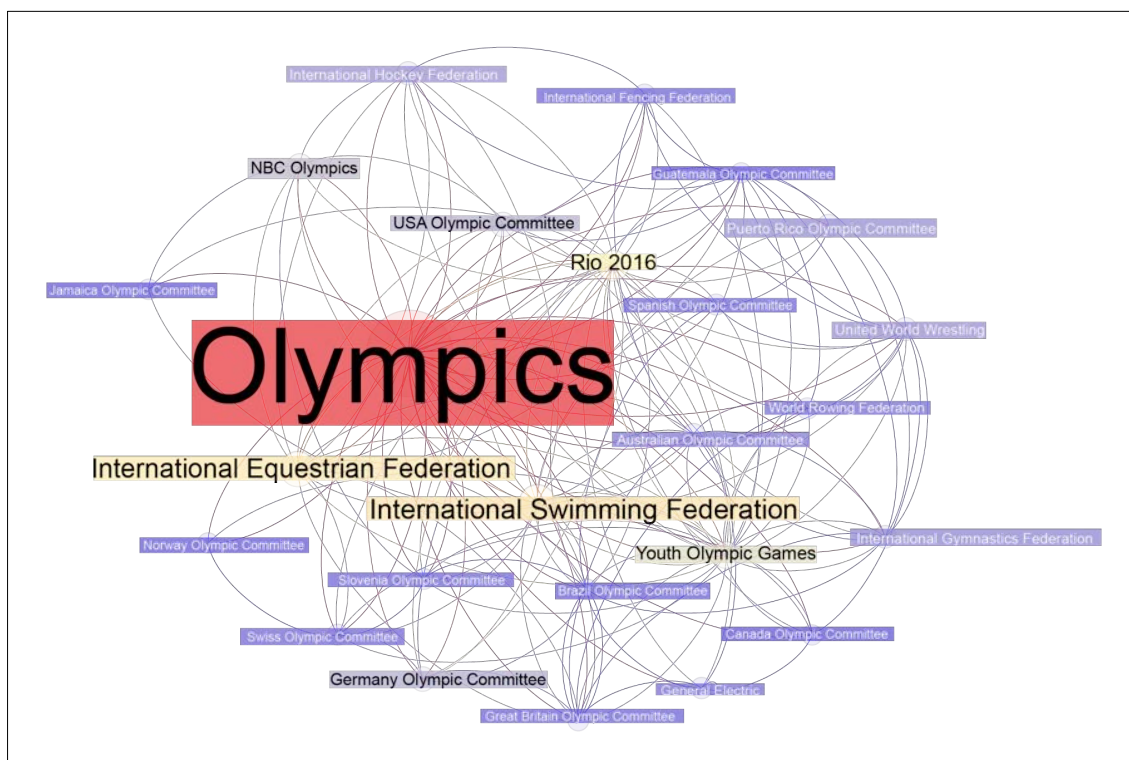 International Hockey Federation
International Fencing Federation
NBC Olympics
Guatemala Olympic Committee
USA Olympic Committee
Puerto Rico Olympic Committee
Rio 2016
Jamaica Olympic Committee
Spanish Olympic Committee
United World Wrestling
Olympics
World Rowing Federation
Australian Olympic Committee
International Equestrian Federation
International Swimming Federation
International Gymnastics Federation
Norway Olympic Committee
Youth Olympic Games
Slovenia Olympic Committee
Brazil Olympic Committee
Swiss Olympic Committee
Canada Olympic Committee
Germany Olympic Committee
General Electric
Great Britain Olympic Committee